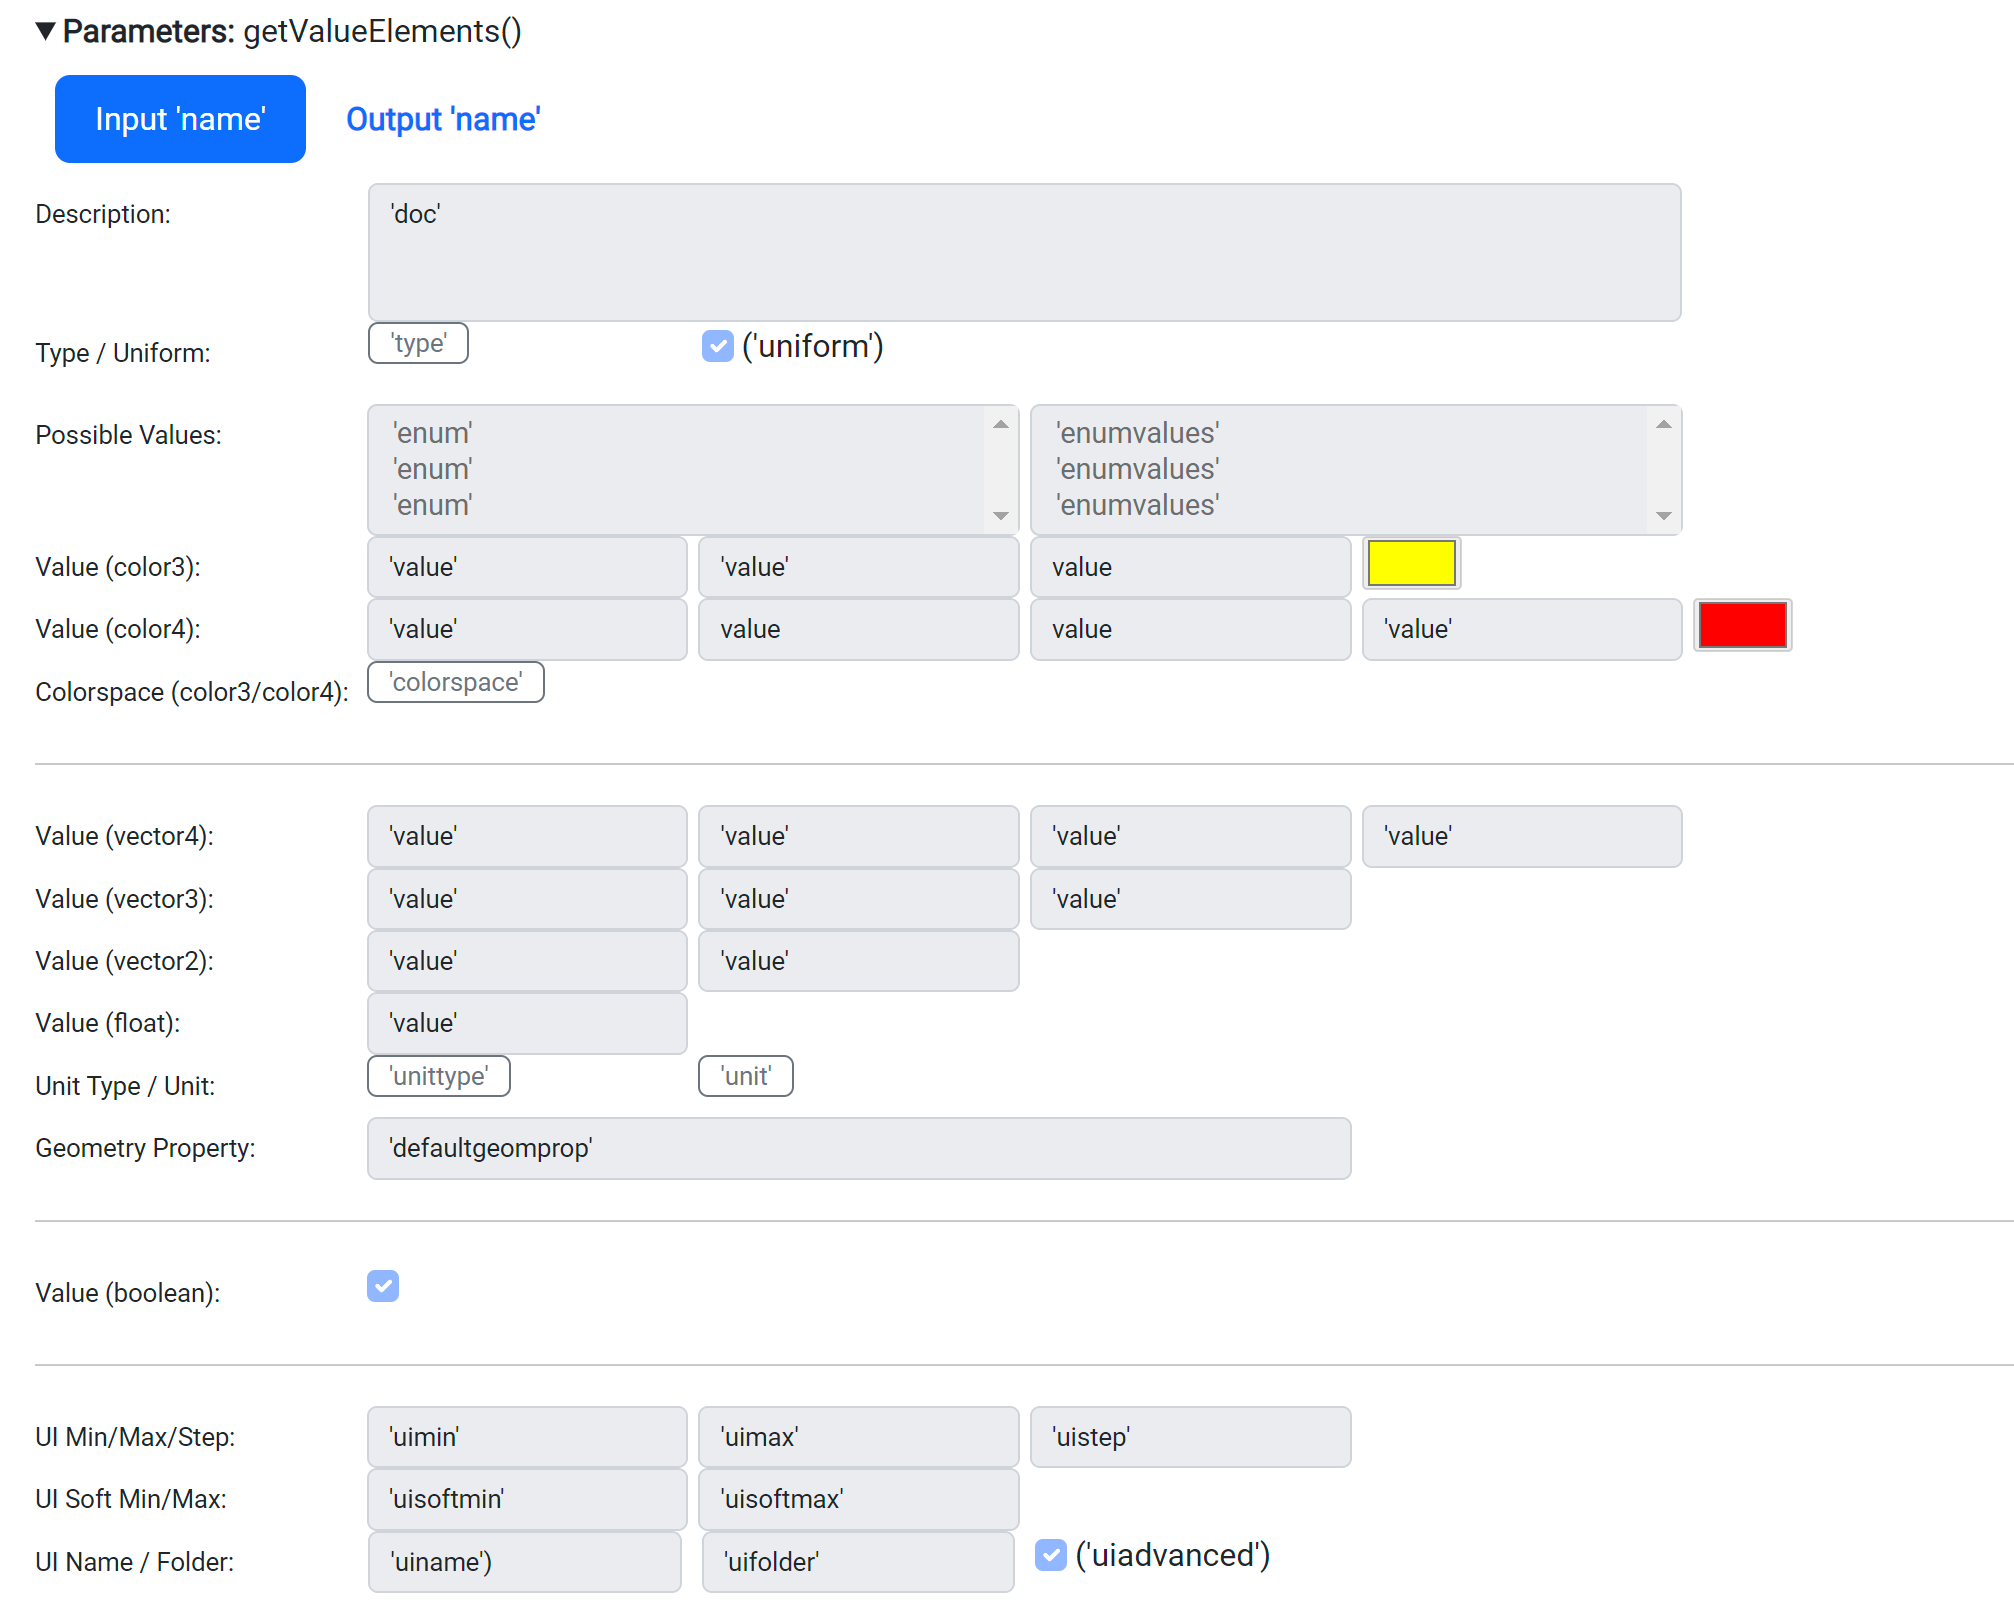 Parameters: getValueElements()
Input 'name' Output 'name'
Description: 'doc'
Type / Uniform: 'type' ('uniform')
Possible Values: 'enum' 'enumvalues'
'enum' 'enumvalues'
'enum' 'enumvalues'
Value (color3): 'value' 'value' value
Value (color4): 'value' value value 'value'
Colorspace (color3/color4): 'colorspace'
Value (vector4): 'value' 'value' 'value' 'value'
Value (vector3): 'value' 'value' 'value'
Value (vector2): 'value' 'value'
Value (float): 'value'
Unit Type / Unit: 'unittype' 'unit'
Geometry Property: 'defaultgeomprop'
Value (boolean):
UI Min/Max/Step: 'uimin' 'uimax' 'uistep'
UI Soft Min/Max: 'uisoftmin' 'uisoftmax'
UI Name / Folder: 'uiname') 'uifolder' ('uiadvanced')